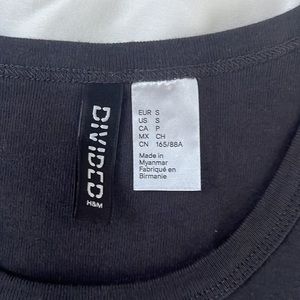 DIVIDED
H&M
EUR S
US S
CA P
MX CH
CN 165/88A
Made in
Myanmar
Fabriqué en
Birmanie